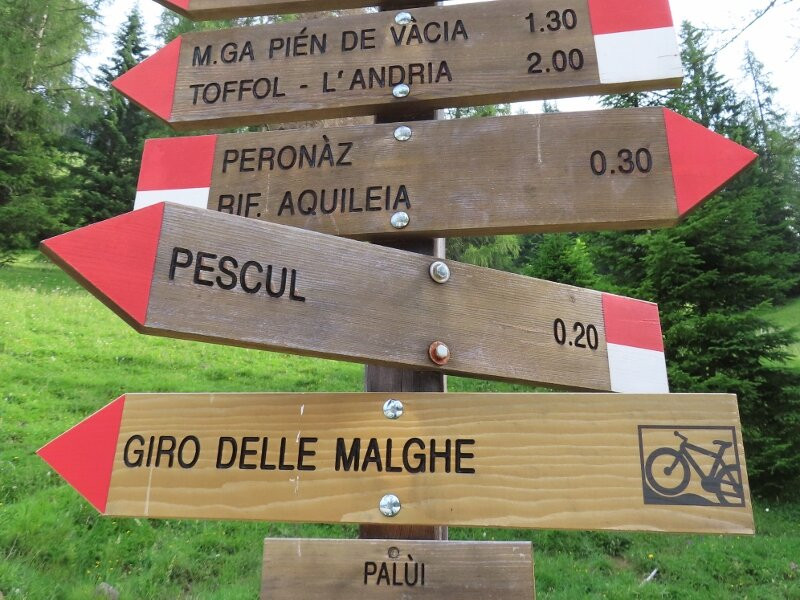 M.GA PIÉN DE VÀCIA 1.30
TOFFOL - L'ANDRIA 2.00
PERONÀZ 0.30
RIF. AQUILEIA
PESCUL
0.20
GIRO DELLE MALGHE
PALÙI